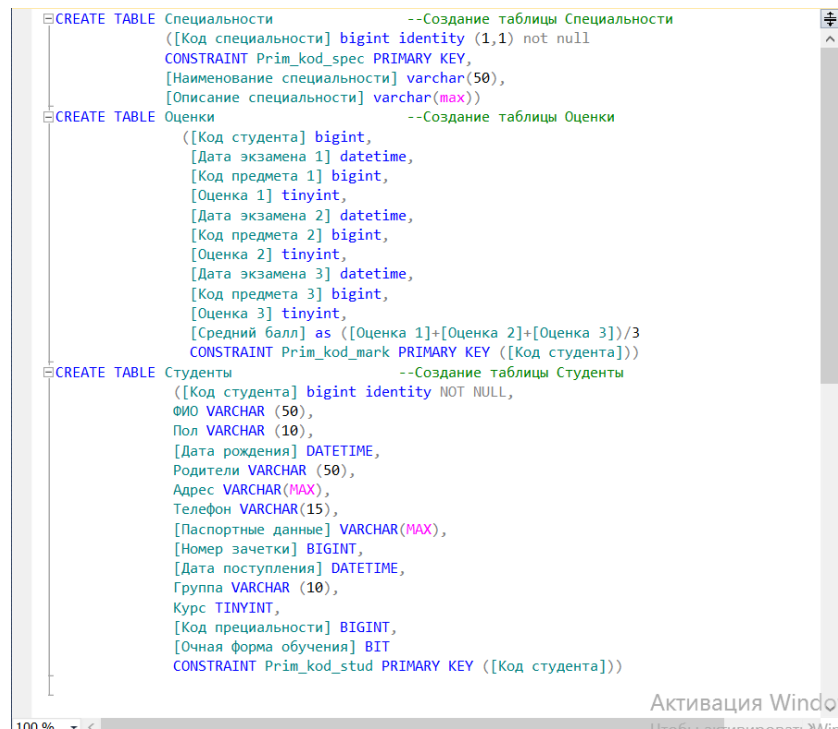 CREATE TABLE Специальности --Создание таблицы Специальности
([Код специальности] bigint identity (1,1) not null
CONSTRAINT Prim_kod_spec PRIMARY KEY,
[Наименование специальности] varchar(50),
[Описание специальности] varchar(max))
CREATE TABLE Оценки --Создание таблицы Оценки
([Код студента] bigint,
[Дата экзамена 1] datetime,
[Код предмета 1] bigint,
[Оценка 1] tinyint,
[Дата экзамена 2] datetime,
[Код предмета 2] bigint,
[Оценка 2] tinyint,
[Дата экзамена 3] datetime,
[Код предмета 3] bigint,
[Оценка 3] tinyint,
[Средний балл] as ([Оценка 1]+[Оценка 2]+[Оценка 3])/3
CONSTRAINT Prim_kod_mark PRIMARY KEY ([Код студента]))
CREATE TABLE Студенты --Создание таблицы Студенты
([Код студента] bigint identity NOT NULL,
ФИО VARCHAR (50),
Пол VARCHAR (10),
[Дата рождения] DATETIME,
Родители VARCHAR (50),
Адрес VARCHAR(MAX),
Телефон VARCHAR(15),
[Паспортные данные] VARCHAR(MAX),
[Номер зачетки] BIGINT,
[Дата поступления] DATETIME,
Группа VARCHAR (10),
Курс TINYINT,
[Код прециальности] BIGINT,
[Очная форма обучения] BIT
CONSTRAINT Prim_kod_stud PRIMARY KEY ([Код студента]))
Активация Windo
100 %